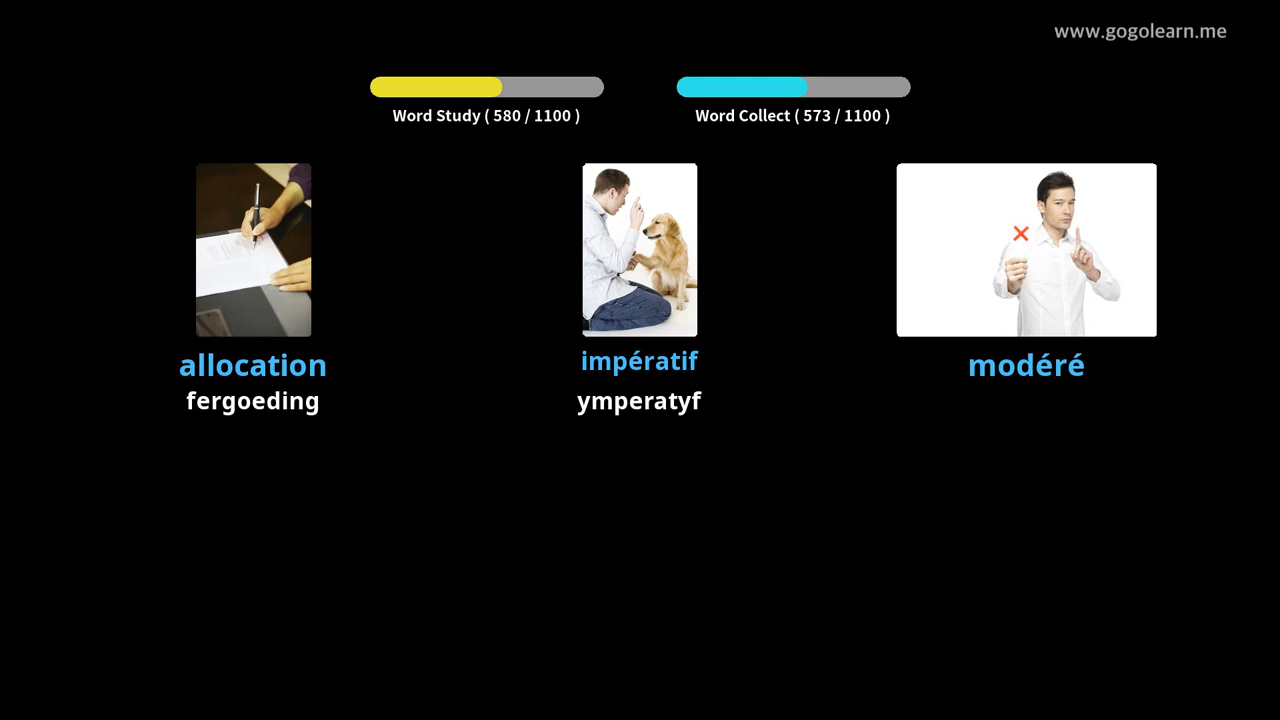 www.gogolearn.me
Word Study ( 580 / 1100 )
Word Collect ( 573 / 1100 )
allocation
fergoeding
impératif
ymperatyf
modéré